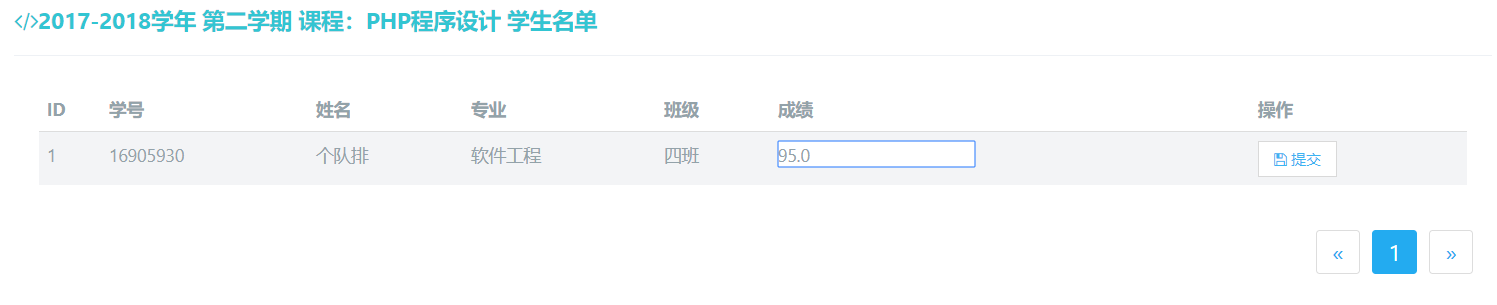 </>2017-2018学年 第二学期 课程：PHP程序设计 学生名单
ID 学号 姓名 专业 班级 成绩 操作
1 16905930 个队排 软件工程 四班 95.0 提交
« 1 »